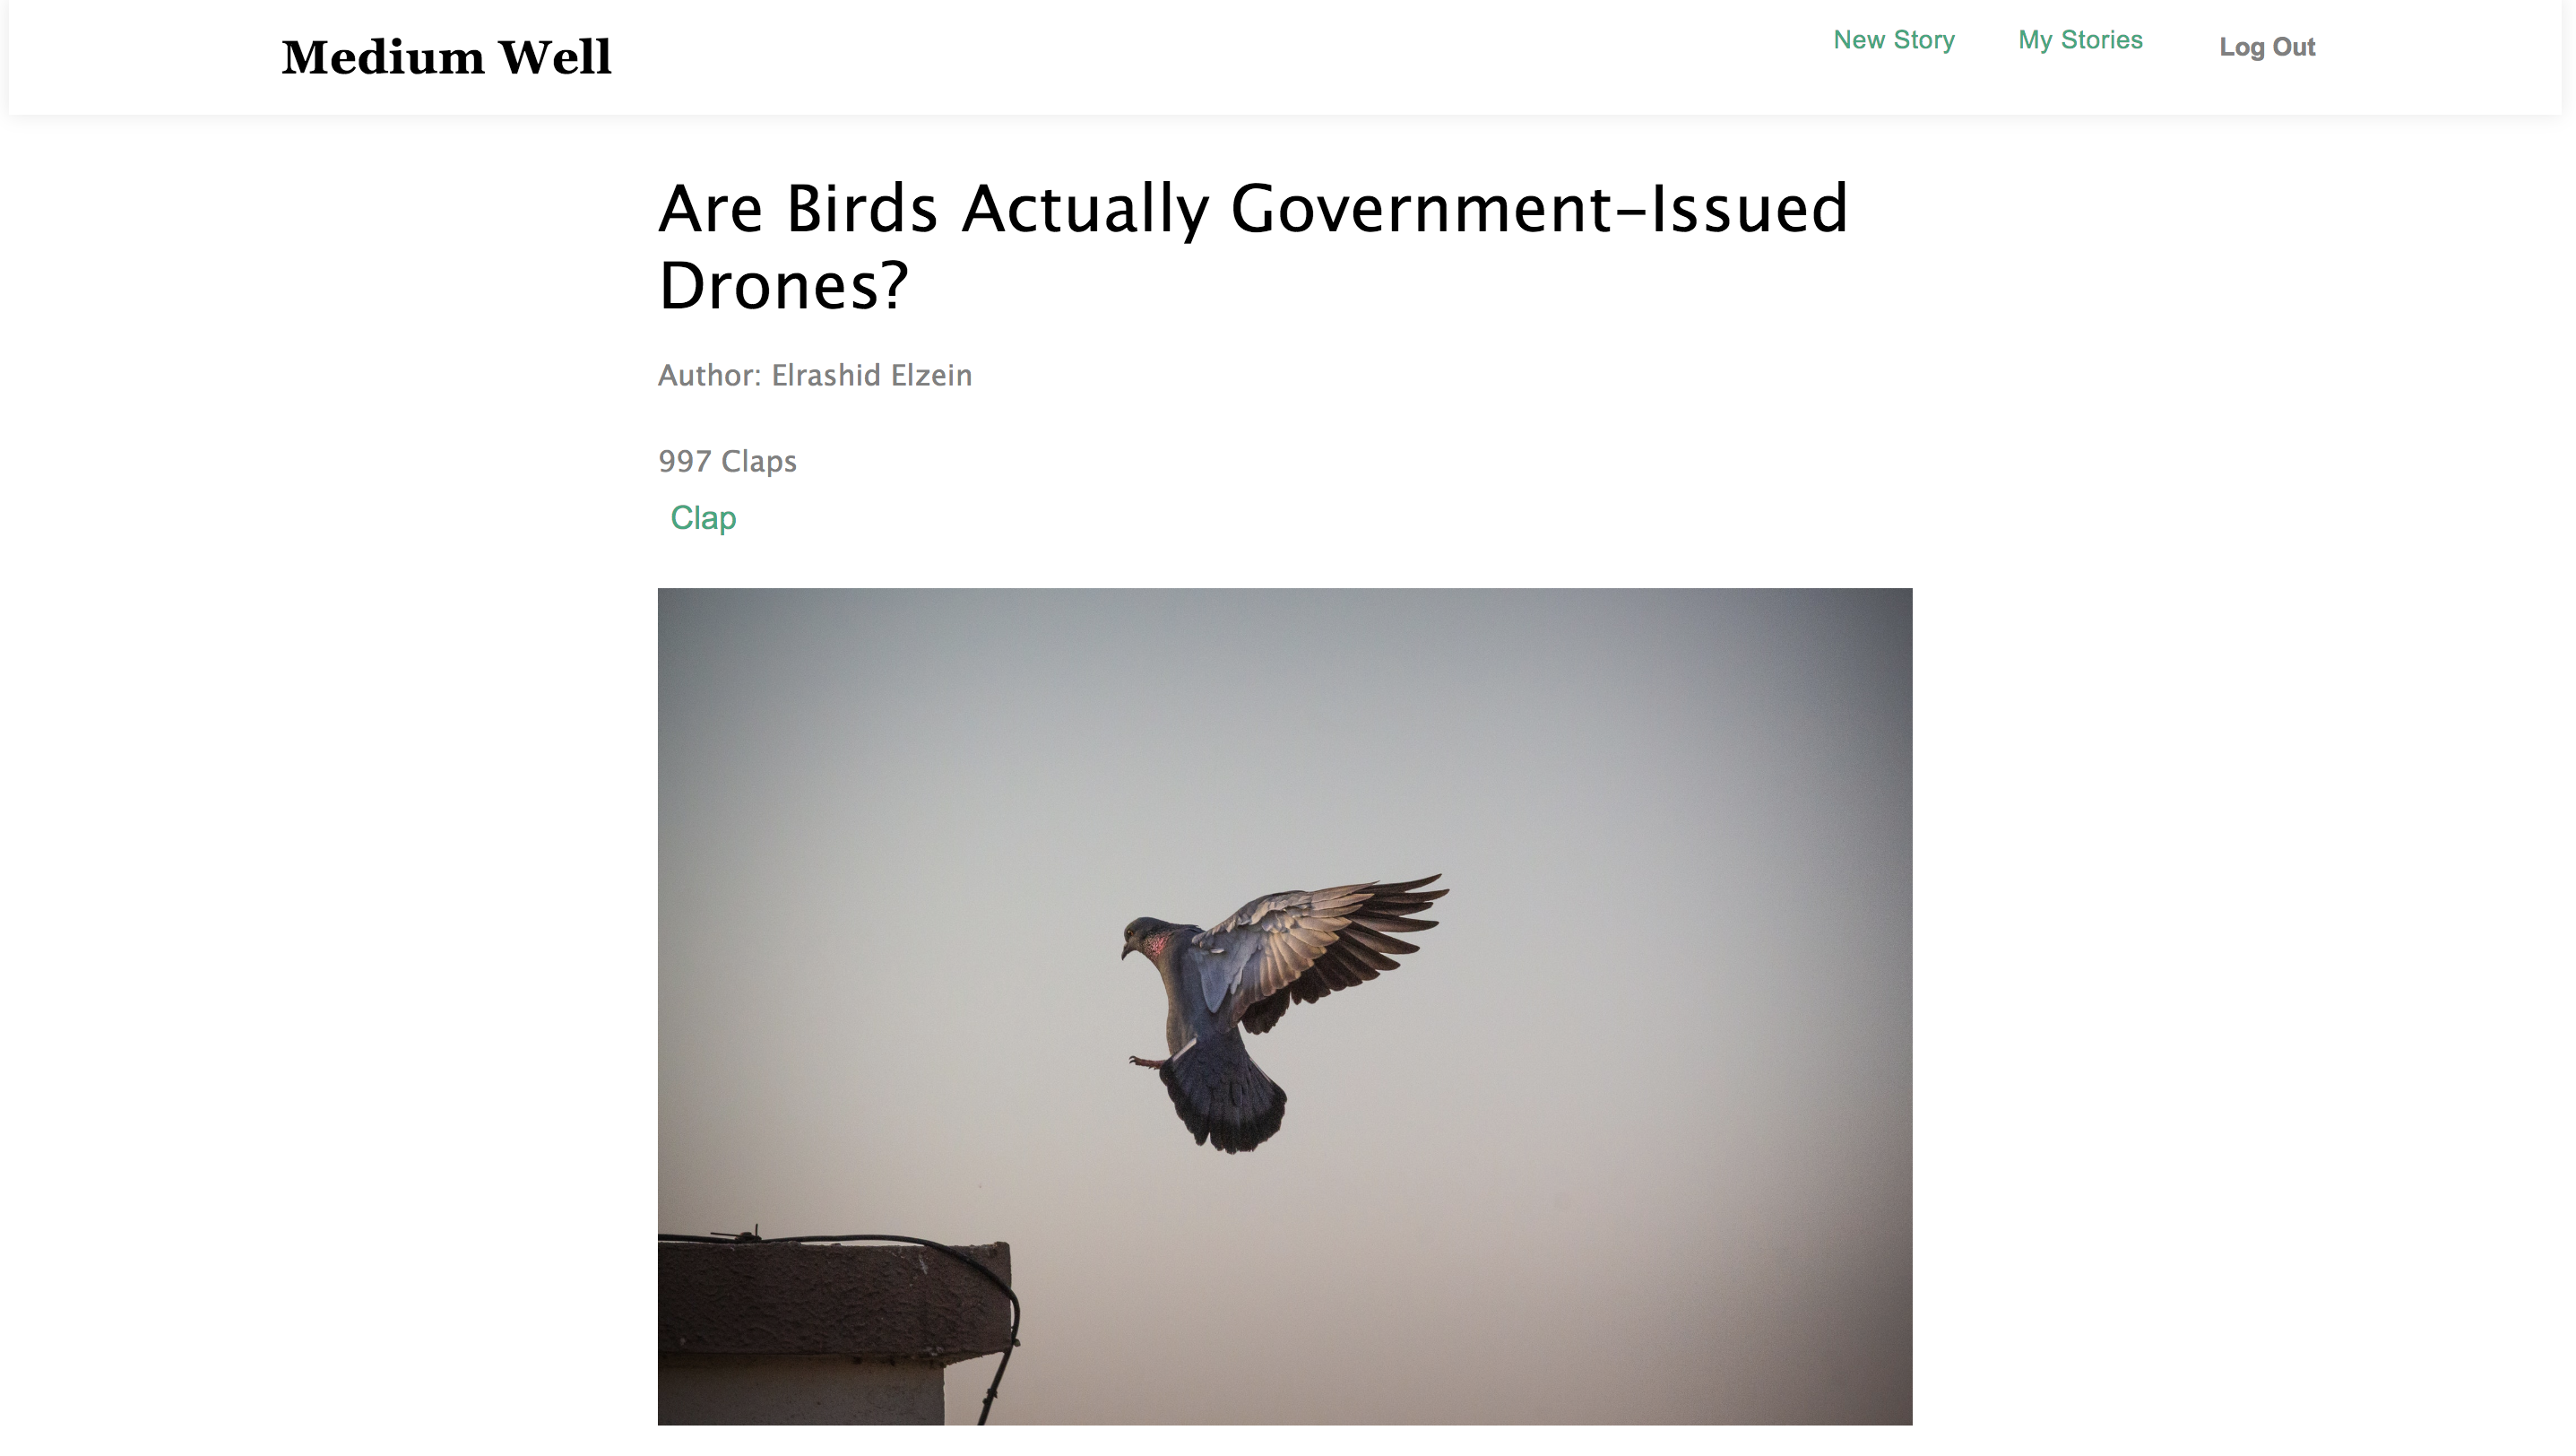 Medium Well
New Story
My Stories
Log Out
Are Birds Actually Government-Issued
Drones?
Author: Elrashid Elzein
997 Claps
Clap